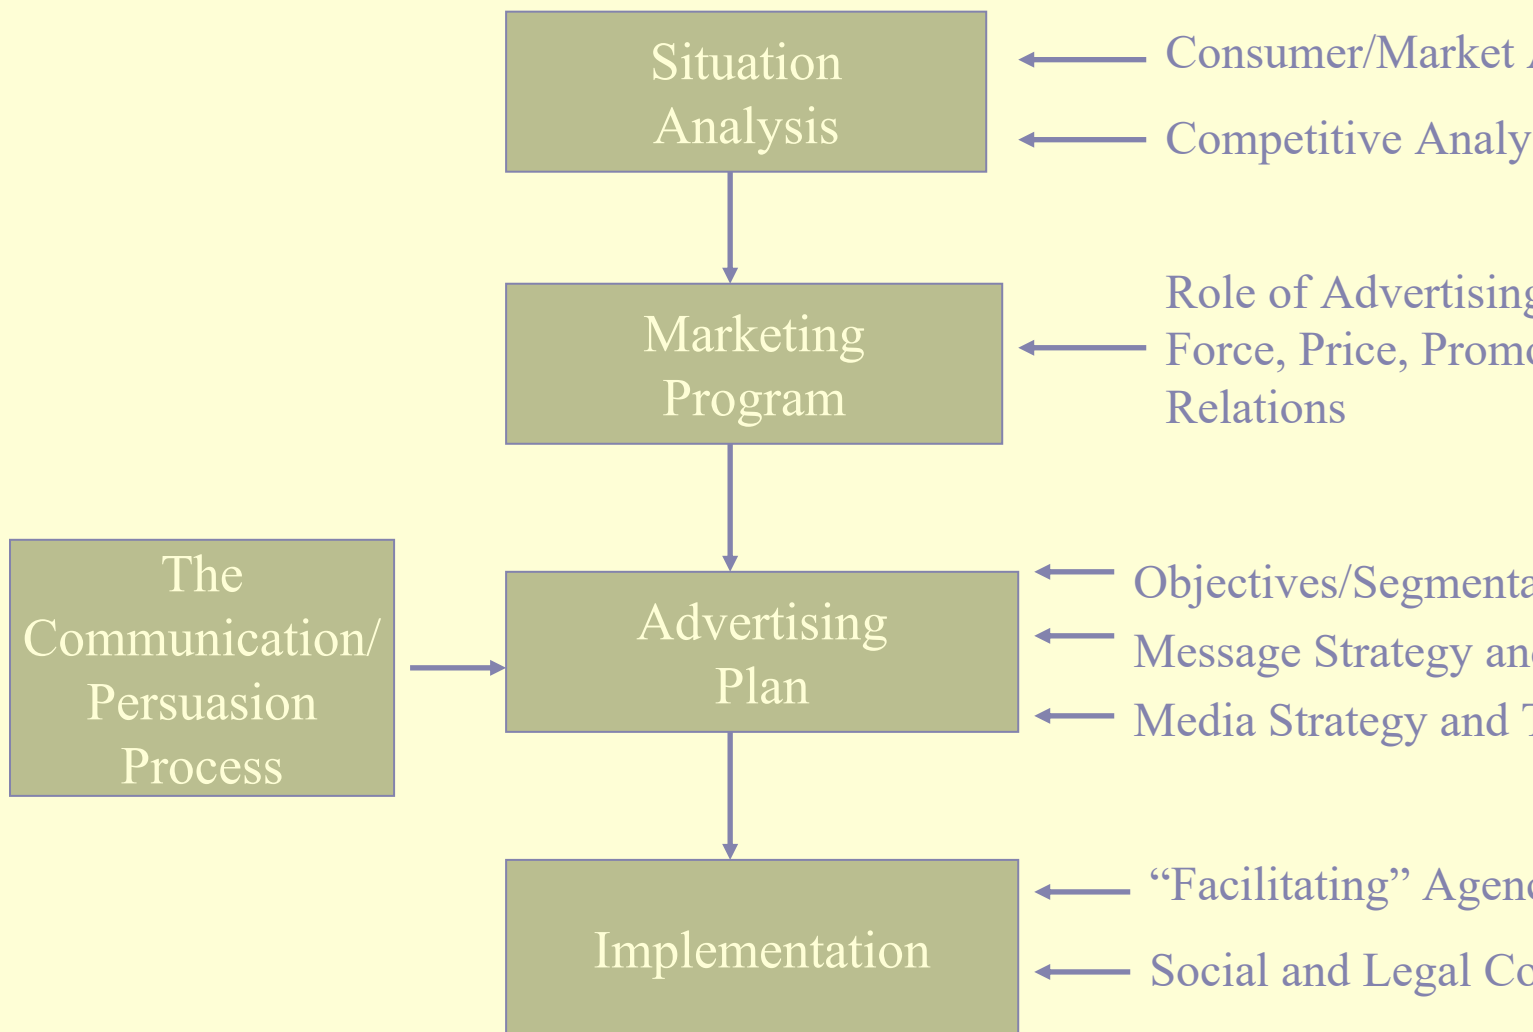 Situation
Analysis
Consumer/Market
Competitive
Marketing
Program
Role of Advertising
Force, Price,
Relations
The
Communication/
Persuasion
Process
Advertising
Plan
Message Strategy
Media Strategy and
Implementation
“Facilitating”
Social and Legal